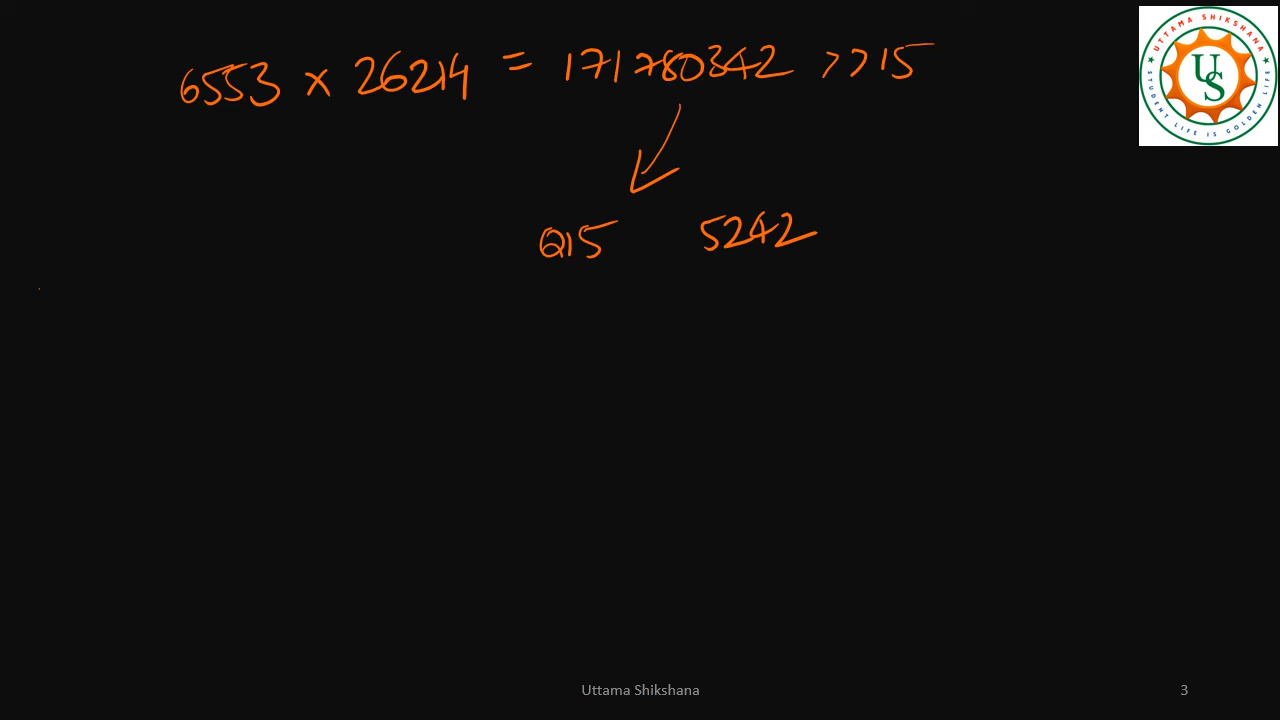 6553 × 26214 = 171780342 >> 15
Q15 5242
UTTAMA SHIKSHANA
US
STUDENT LIFE IS GOLDEN LIFE
Uttama Shikshana
3